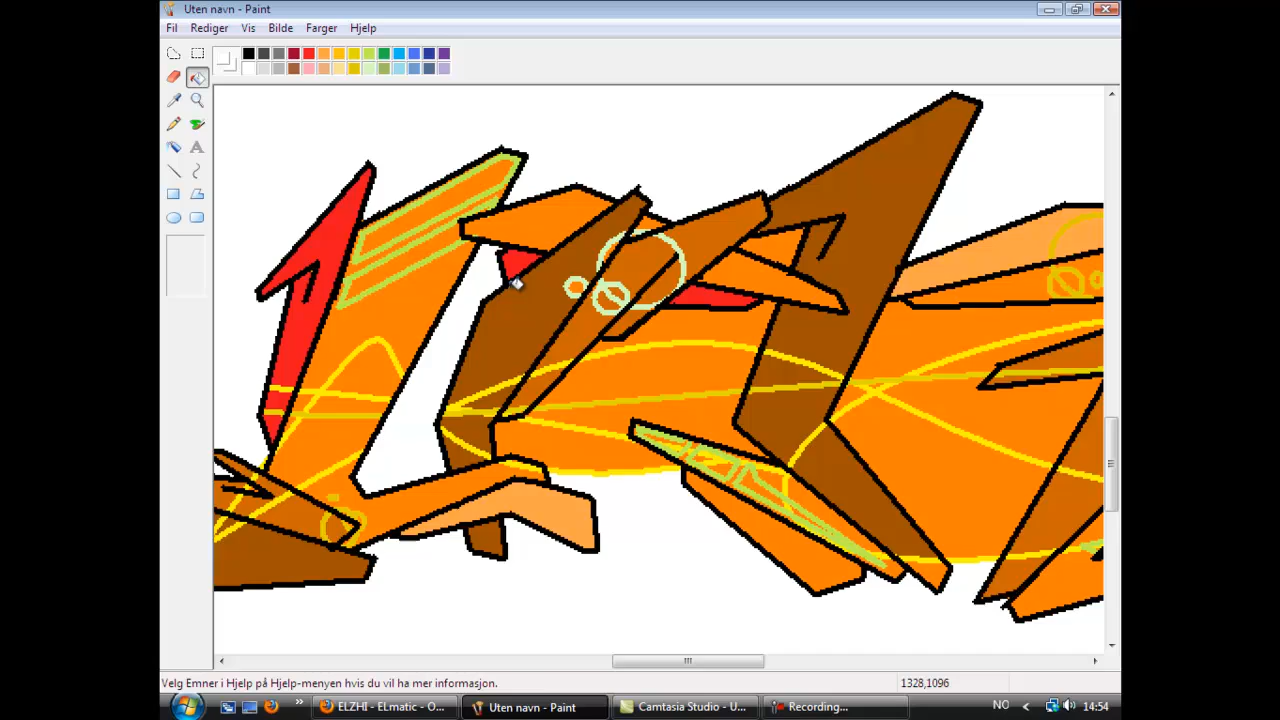 Uten navn - Paint
Fil Rediger Vis Bilde Farger Hjelp
Velg Emner i Hjelp på Hjelp-menyen hvis du vil ha mer informasjon.
1328,1096
ELZHI - ELmatic - O...
Uten navn - Paint
Camtasia Studio - U...
Recording...
NO
14:54